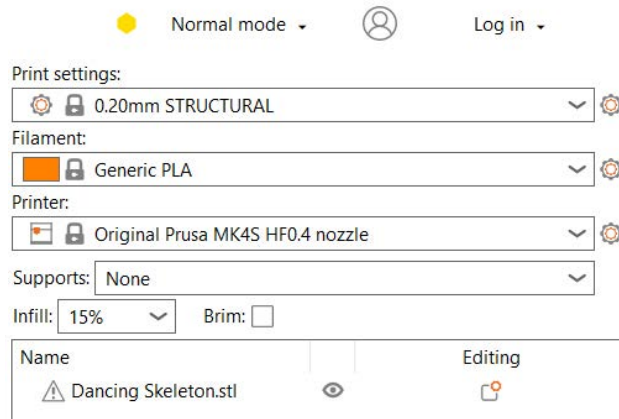 Normal mode Log in
Print settings:
0.20mm STRUCTURAL
Filament:
Generic PLA
Printer:
Original Prusa MK4S HF0.4 nozzle
Supports: None
Infill: 15% Brim:
Name Editing
Dancing Skeleton.stl